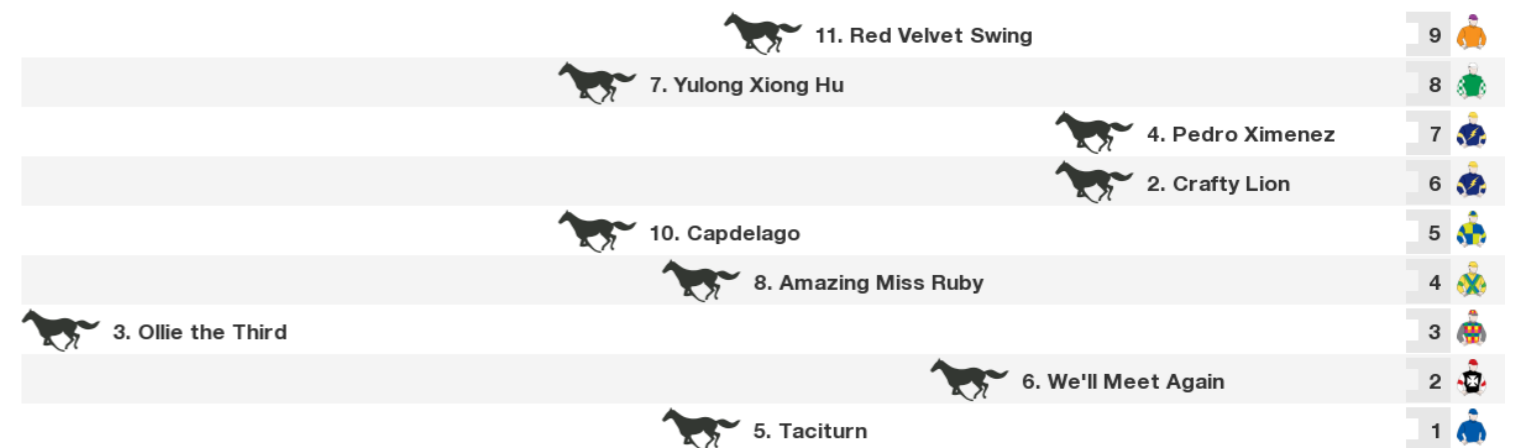 11. Red Velvet Swing 9
7. Yulong Xiong Hu 8
4. Pedro Ximenez 7
2. Crafty Lion 6
10. Capdelago 5
8. Amazing Miss Ruby 4
3. Ollie the Third 3
6. We'll Meet Again 2
5. Taciturn 1